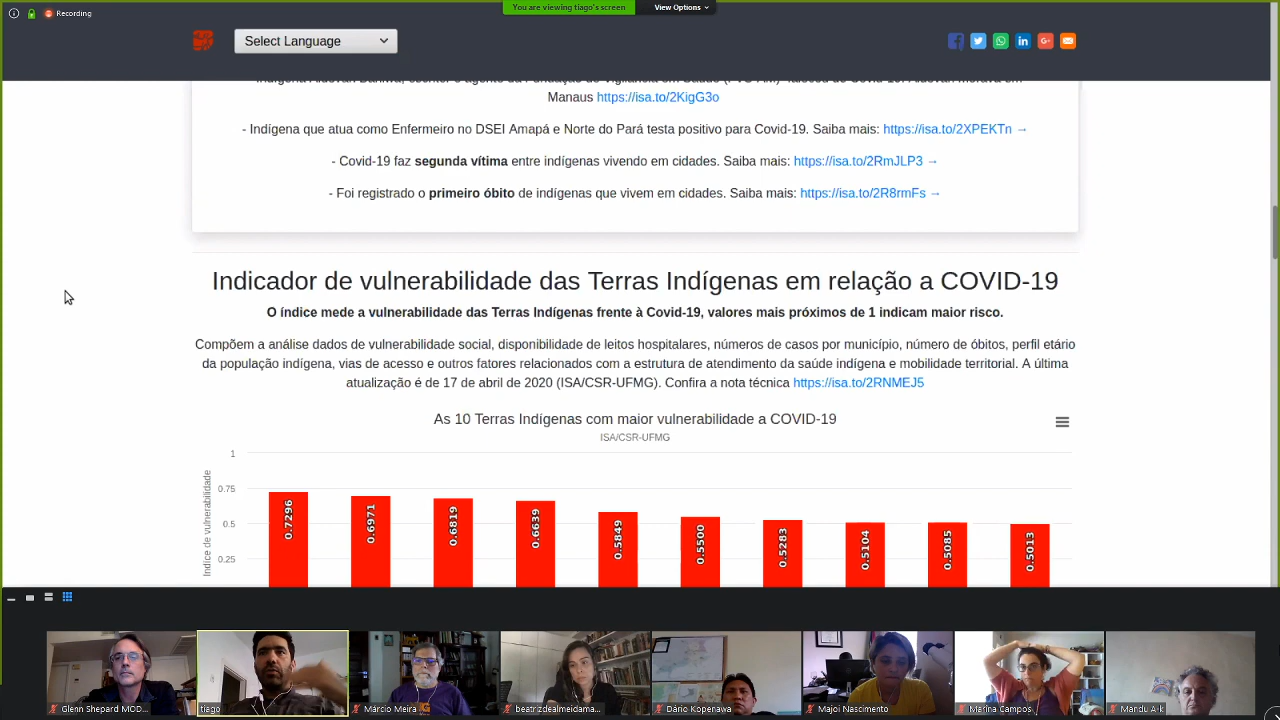 Recording
You are viewing tiago's screen
View Options
Select Language
Manaus https://isa.to/2KigG3o
- Indígena que atua como Enfermeiro no DSEI Amapá e Norte do Pará testa positivo para Covid-19. Saiba mais: https://isa.to/2XPEKTn →
- Covid-19 faz segunda vítima entre indígenas vivendo em cidades. Saiba mais: https://isa.to/2RmJLP3 →
- Foi registrado o primeiro óbito de indígenas que vivem em cidades. Saiba mais: https://isa.to/2R8rmFs →
Indicador de vulnerabilidade das Terras Indígenas em relação a COVID-19
O índice mede a vulnerabilidade das Terras Indígenas frente à Covid-19, valores mais próximos de 1 indicam maior risco.
Compõem a análise dados de vulnerabilidade social, disponibilidade de leitos hospitalares, números de casos por município, número de óbitos, perfil etário
da população indígena, vias de acesso e outros fatores relacionados com a estrutura de atendimento da saúde indígena e mobilidade territorial. A última
atualização é de 17 de abril de 2020 (ISA/CSR-UFMG). Confira a nota técnica https://isa.to/2RNMEJ5
As 10 Terras Indígenas com maior vulnerabilidade a COVID-19
ISA/CSR-UFMG
Indíce de vulnerabilidade
1
0.75
0.5
0.25
0.7296
0.6971
0.6819
0.6639
0.5849
0.5500
0.5283
0.5104
0.5085
0.5013
Glenn Shepard MOD...
tiago
Márcio Meira
beatrizdealmeidama...
Dário Kopenawa
Majoí Nascimento
Marina Campos
Mandu A-k